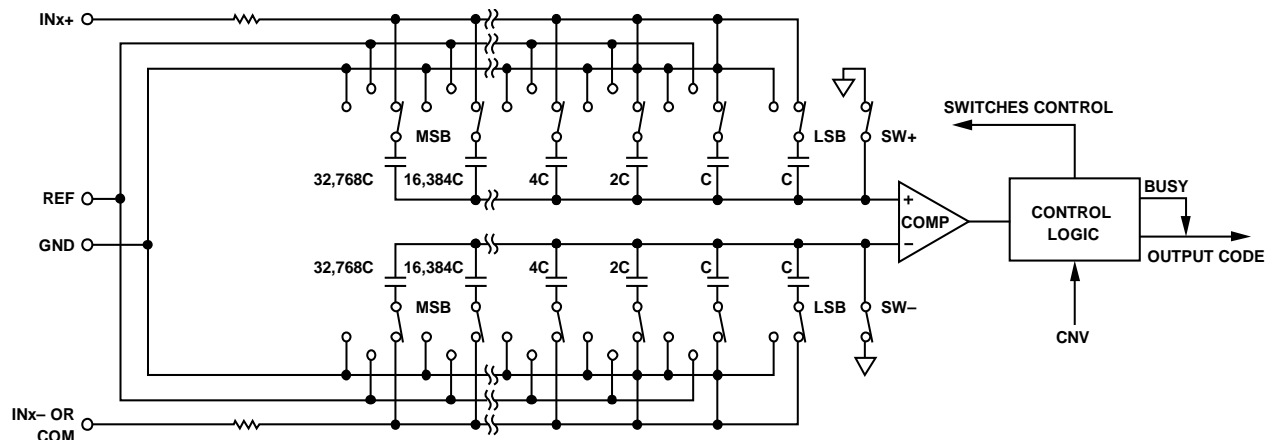 INx+
SWITCHES CONTROL
MSB
LSB
SW+
32,768C
16,384C
4C
2C
C
C
REF
GND
+
COMP
–
CONTROL
LOGIC
BUSY
OUTPUT CODE
32,768C
16,384C
4C
2C
C
C
MSB
LSB
SW–
CNV
INx– OR
COM